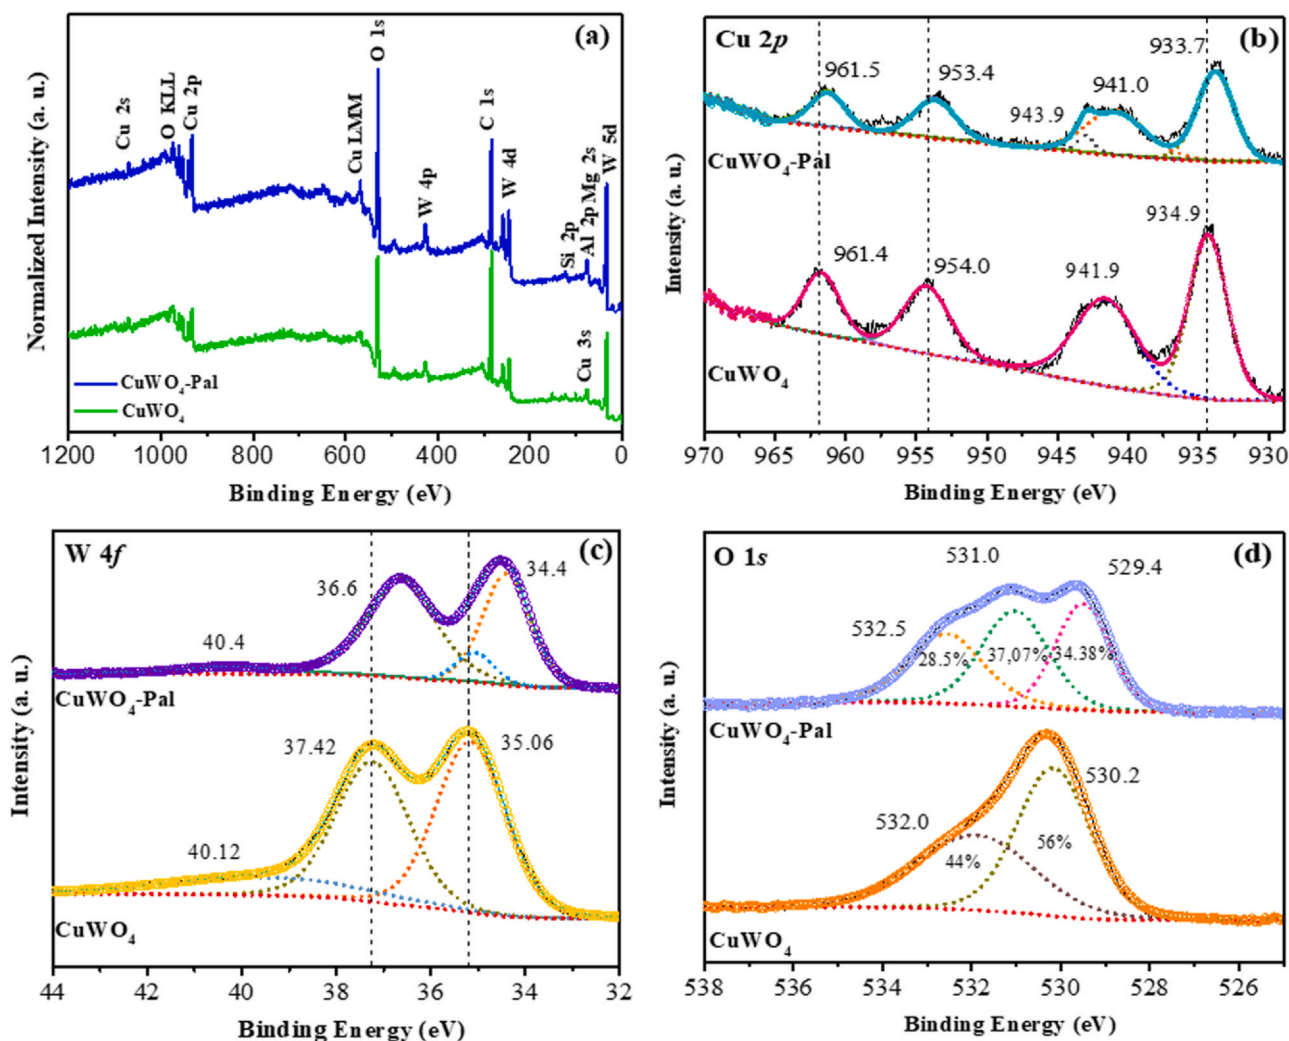 (a)
Cu 2s
O KLL
Cu 2p
Cu LMM
O 1s
W 4p
C 1s
W 4d
Si 2p
Al 2p
Mg 2s
W 5d
Cu 3s
CuWO₄-Pal
CuWO₄
Normalized Intensity (a. u.)
1200 1000 800 600 400 200 0
Binding Energy (eV)
Cu 2p
(b)
961.5
953.4
943.9
941.0
933.7
CuWO₄-Pal
961.4
954.0
941.9
934.9
CuWO₄
Intensity (a. u.)
970 965 960 955 950 945 940 935 930
Binding Energy (eV)
W 4f
(c)
40.4
36.6
34.4
CuWO₄-Pal
40.12
37.42
35.06
CuWO₄
Intensity (a. u.)
44 42 40 38 36 34 32
Binding Energy (eV)
O 1s
(d)
532.5
531.0
529.4
28.5%
37,07%
34.38%
CuWO₄-Pal
532.0
530.2
44%
56%
CuWO₄
Intensity (a. u.)
538 536 534 532 530 528 526
Binding Energy (eV)